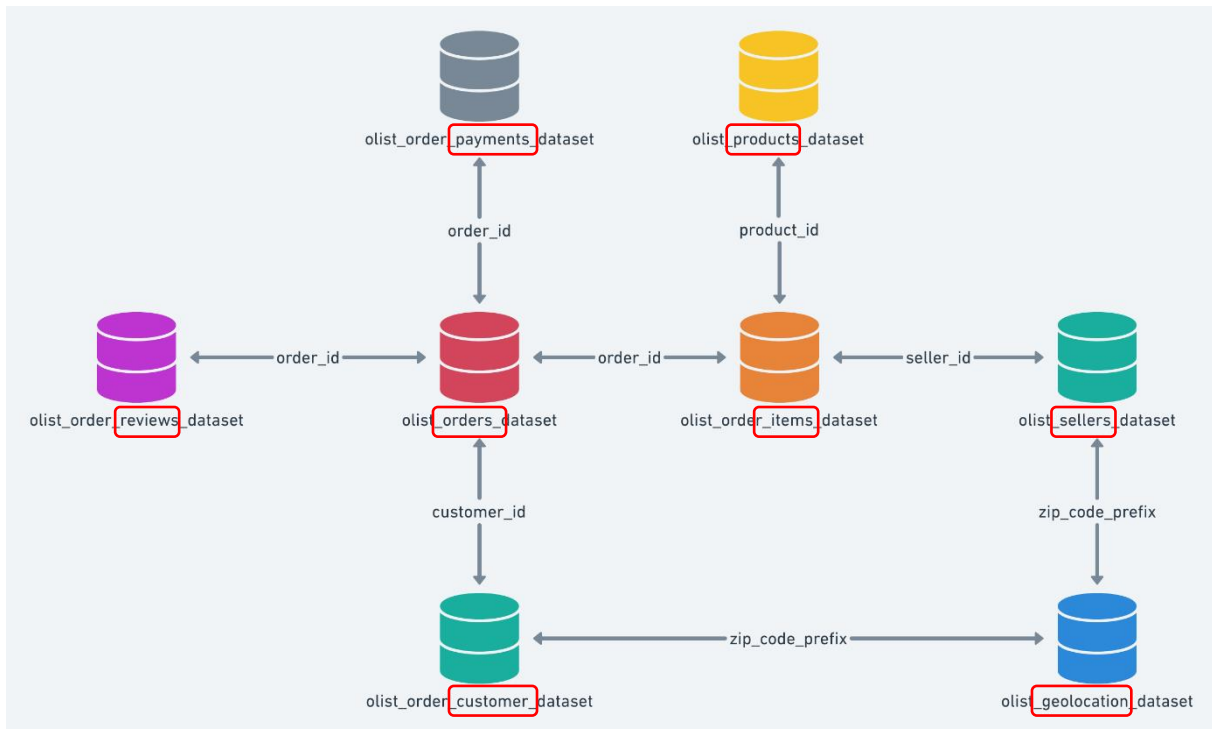 olist_order_payments_dataset
olist_products_dataset
order_id
product_id
order_id
order_id
seller_id
olist_order_reviews_dataset
olist_orders_dataset
olist_order_items_dataset
olist_sellers_dataset
customer_id
zip_code_prefix
zip_code_prefix
olist_order_customer_dataset
olist_geolocation_dataset